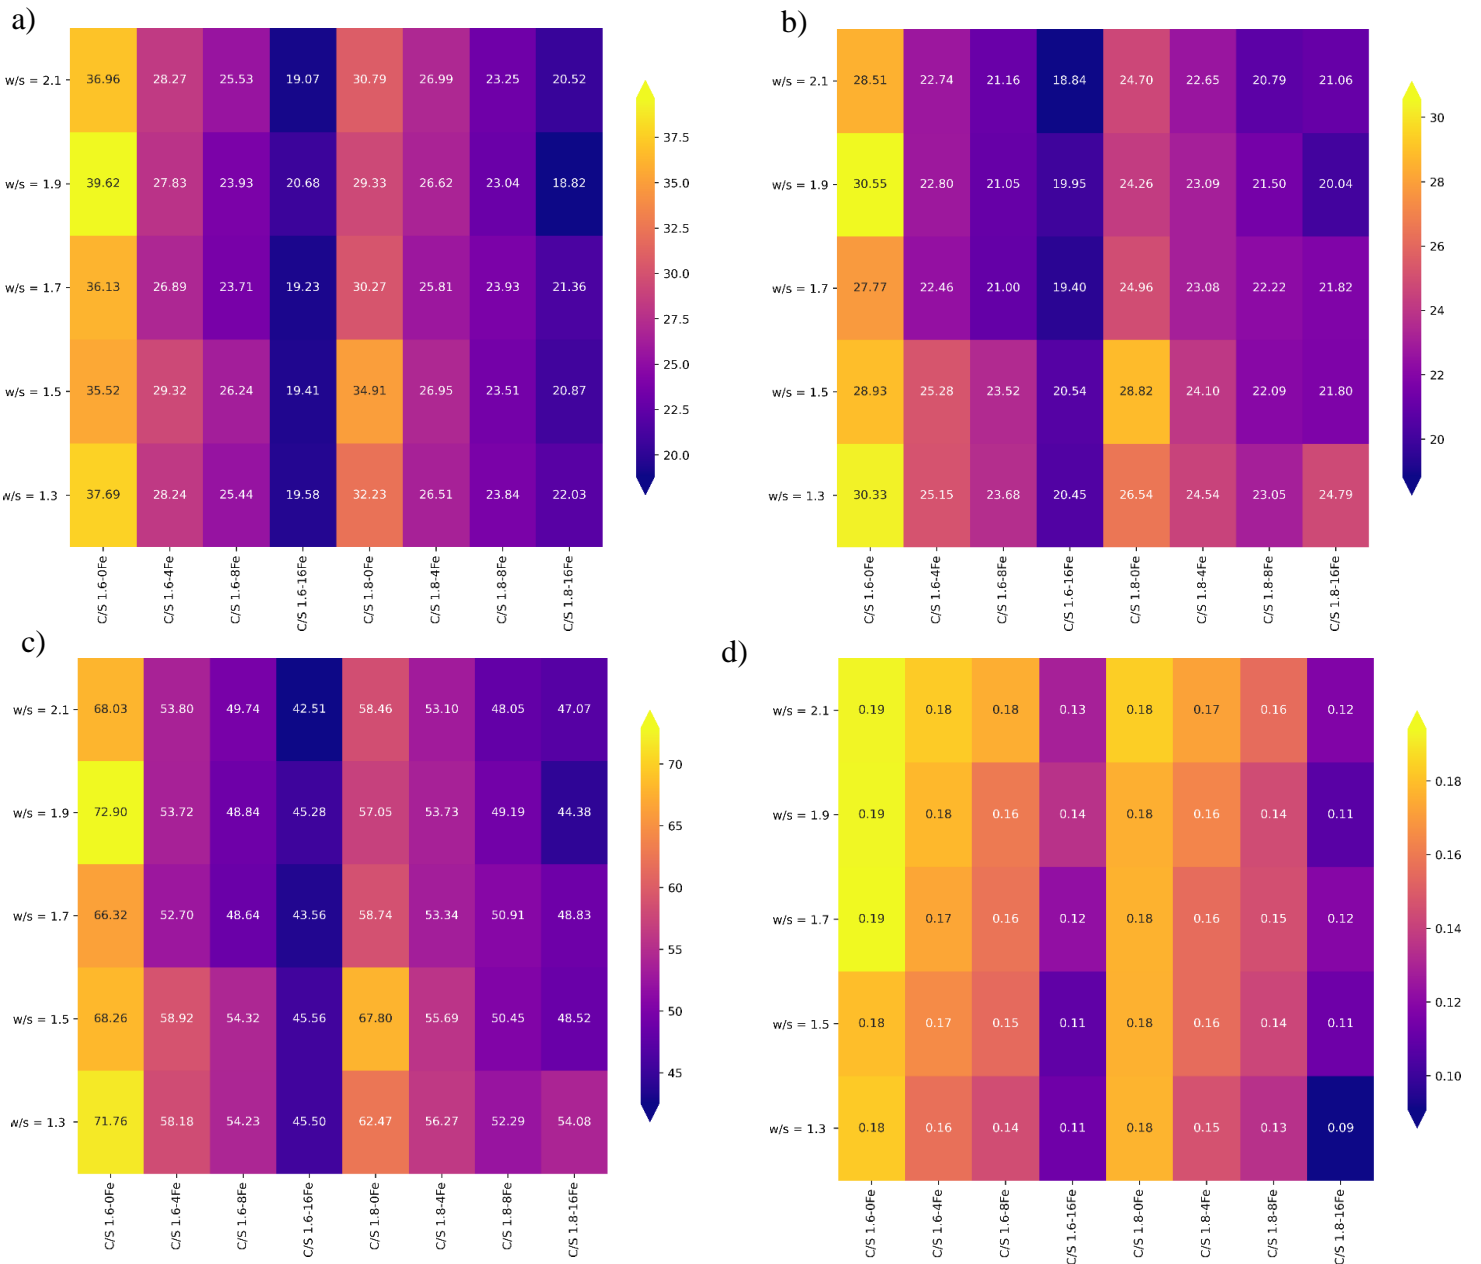 a)
w/s = 2.1 36.96 28.27 25.53 19.07 30.79 26.99 23.25 20.52
w/s = 1.9 39.62 27.83 23.93 20.68 29.33 26.62 23.04 18.82
w/s = 1.7 36.13 26.89 23.71 19.23 30.27 25.81 23.93 21.36
w/s = 1.5 35.52 29.32 26.24 19.41 34.91 26.95 23.51 20.87
w/s = 1.3 37.69 28.24 25.44 19.58 32.23 26.51 23.84 22.03
C/S 1.6-0Fe C/S 1.6-4Fe C/S 1.6-8Fe C/S 1.6-16Fe C/S 1.8-0Fe C/S 1.8-4Fe C/S 1.8-8Fe C/S 1.8-16Fe
37.5
35.0
32.5
30.0
27.5
25.0
22.5
20.0
b)
w/s = 2.1 28.51 22.74 21.16 18.84 24.70 22.65 20.79 21.06
w/s = 1.9 30.55 22.80 21.05 19.95 24.26 23.09 21.50 20.04
w/s = 1.7 27.77 22.46 21.00 19.40 24.96 23.08 22.22 21.82
w/s = 1.5 28.93 25.28 23.52 20.54 28.82 24.10 22.09 21.80
w/s = 1.3 30.33 25.15 23.68 20.45 26.54 24.54 23.05 24.79
C/S 1.6-0Fe C/S 1.6-4Fe C/S 1.6-8Fe C/S 1.6-16Fe C/S 1.8-0Fe C/S 1.8-4Fe C/S 1.8-8Fe C/S 1.8-16Fe
30
28
26
24
22
20
c)
w/s = 2.1 68.03 53.80 49.74 42.51 58.46 53.10 48.05 47.07
w/s = 1.9 72.90 53.72 48.84 45.28 57.05 53.73 49.19 44.38
w/s = 1.7 66.32 52.70 48.64 43.56 58.74 53.34 50.91 48.83
w/s = 1.5 68.26 58.92 54.32 45.56 67.80 55.69 50.45 48.52
w/s = 1.3 71.76 58.18 54.23 45.50 62.47 56.27 52.29 54.08
C/S 1.6-0Fe C/S 1.6-4Fe C/S 1.6-8Fe C/S 1.6-16Fe C/S 1.8-0Fe C/S 1.8-4Fe C/S 1.8-8Fe C/S 1.8-16Fe
70
65
60
55
50
45
d)
w/s = 2.1 0.19 0.18 0.18 0.13 0.18 0.17 0.16 0.12
w/s = 1.9 0.19 0.18 0.16 0.14 0.18 0.16 0.14 0.11
w/s = 1.7 0.19 0.17 0.16 0.12 0.18 0.16 0.15 0.12
w/s = 1.5 0.18 0.17 0.15 0.11 0.18 0.16 0.14 0.11
w/s = 1.3 0.18 0.16 0.14 0.11 0.18 0.15 0.13 0.09
C/S 1.6-0Fe C/S 1.6-4Fe C/S 1.6-8Fe C/S 1.6-16Fe C/S 1.8-0Fe C/S 1.8-4Fe C/S 1.8-8Fe C/S 1.8-16Fe
0.18
0.16
0.14
0.12
0.10